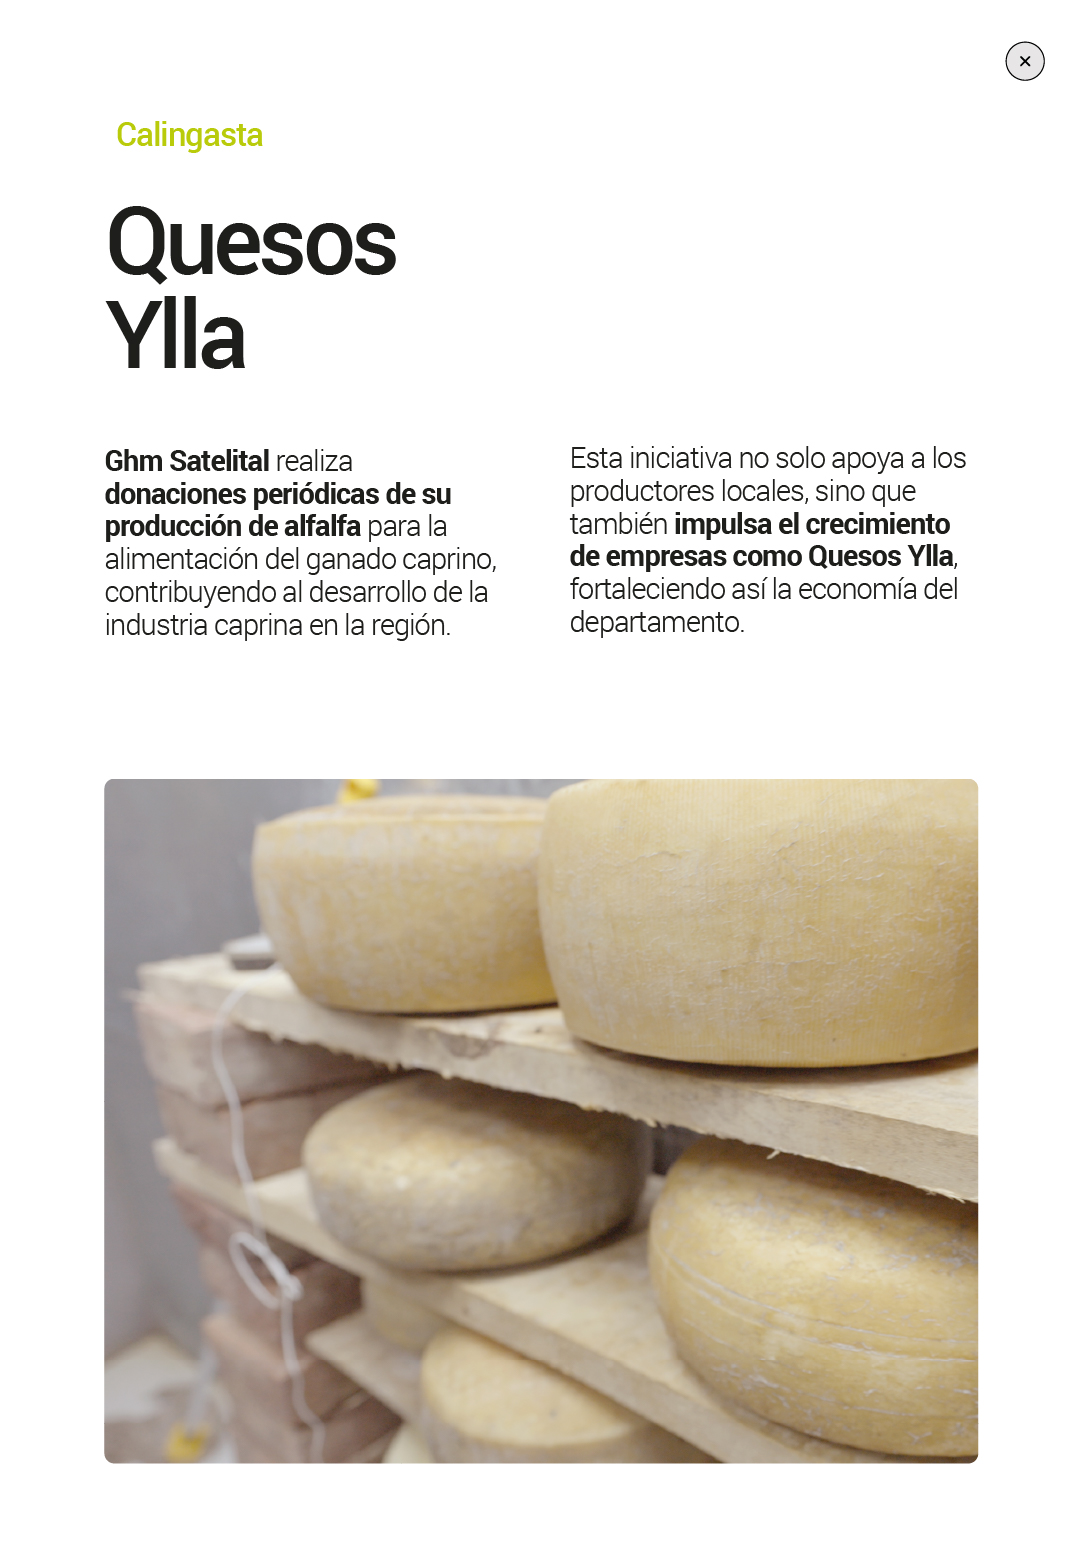 Calingasta
Quesos
Ylla
Ghm Satelital realiza
donaciones periódicas de su
producción de alfalfa para la
alimentación del ganado caprino,
contribuyendo al desarrollo de la
industria caprina en la región.
Esta iniciativa no solo apoya a los
productores locales, sino que
también impulsa el crecimiento
de empresas como Quesos Ylla,
fortaleciendo así la economía del
departamento.